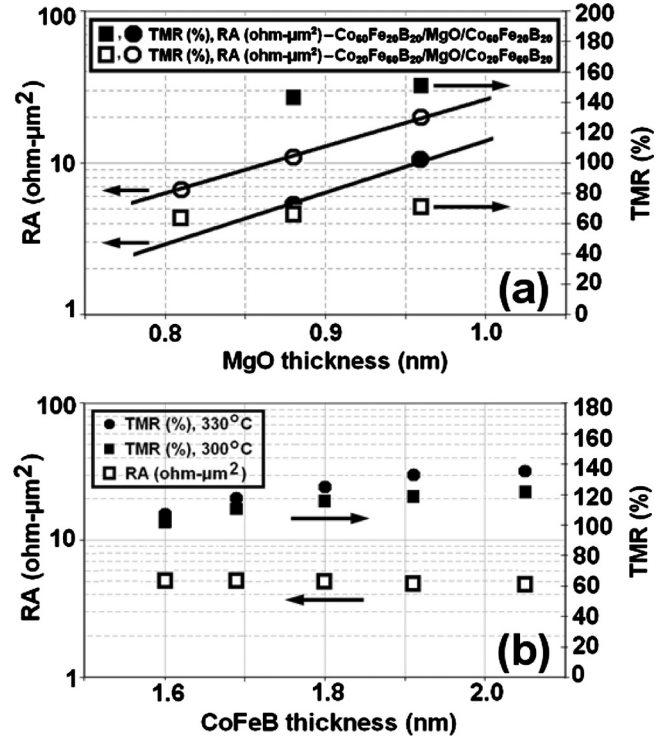 ■ , ● TMR (%), RA (ohm-µm²)–Co₆₀Fe₂₀B₂₀/MgO/Co₆₀Fe₂₀B₂₀
□ , ○ TMR (%), RA (ohm-µm²)–Co₂₀Fe₆₀B₂₀/MgO/Co₂₀Fe₆₀B₂₀
100
10
1
RA (ohm-µm²)
200
180
160
140
120
100
80
60
40
20
0
TMR (%)
(a)
0.8 0.9 1.0
MgO thickness (nm)
● TMR (%), 330°C
■ TMR (%), 300°C
□ RA (ohm-µm²)
100
10
1
RA (ohm-µm²)
180
160
140
120
100
80
60
40
20
0
TMR (%)
(b)
1.6 1.8 2.0
CoFeB thickness (nm)